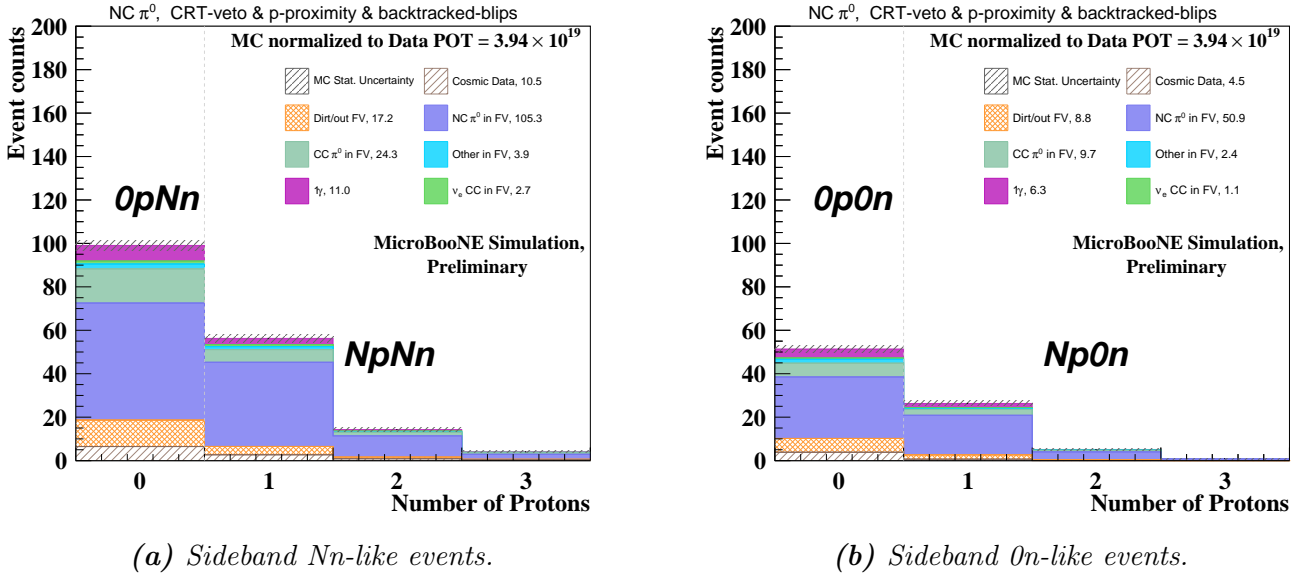 NC π⁰, CRT-veto & p-proximity & backtracked-blips
MC normalized to Data POT = 3.94 × 10¹⁹
MC Stat. Uncertainty
Cosmic Data, 10.5
Dirt/out FV, 17.2
NC π⁰ in FV, 105.3
CC π⁰ in FV, 24.3
Other in FV, 3.9
1γ, 11.0
νₑ CC in FV, 2.7
0pNn
MicroBooNE Simulation,
Preliminary
NpNn
Event counts
200
180
160
140
120
100
80
60
40
20
0
0 1 2 3
Number of Protons
(a) Sideband Nn-like events.
NC π⁰, CRT-veto & p-proximity & backtracked-blips
MC normalized to Data POT = 3.94 × 10¹⁹
MC Stat. Uncertainty
Cosmic Data, 4.5
Dirt/out FV, 8.8
NC π⁰ in FV, 50.9
CC π⁰ in FV, 9.7
Other in FV, 2.4
1γ, 6.3
νₑ CC in FV, 1.1
0p0n
MicroBooNE Simulation,
Preliminary
Np0n
Event counts
200
180
160
140
120
100
80
60
40
20
0
0 1 2 3
Number of Protons
(b) Sideband 0n-like events.